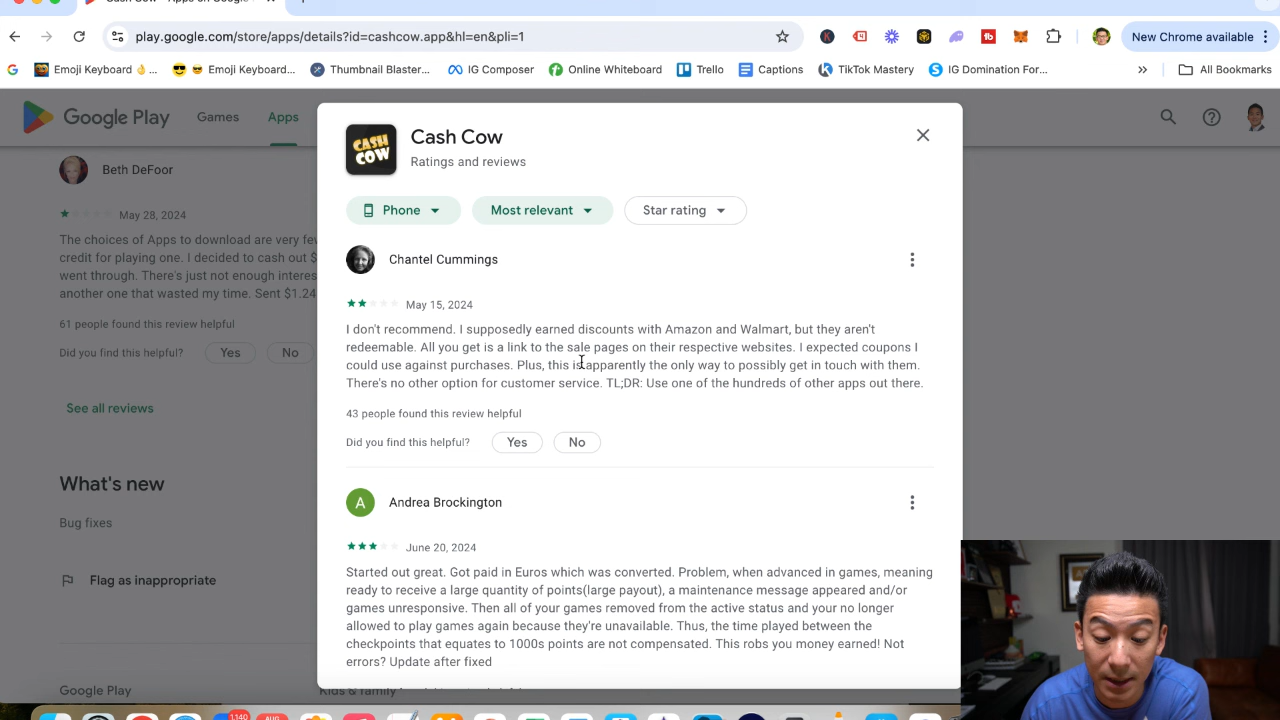 Cash Cow - Apps on Google P
play.google.com/store/apps/details?id=cashcow.app&hl=en&pli=1
New Chrome available
Emoji Keyboard 👌 ...
Emoji Keyboard...
Thumbnail Blaster...
IG Composer
Online Whiteboard
Trello
Captions
TikTok Mastery
IG Domination For...
All Bookmarks
Google Play
Games
Apps
Beth DeFoor
May 28, 2024
The choices of Apps to download are very few
credit for playing one. I decided to cash out $
went through. There's just not enough interes
another one that wasted my time. Sent $1.24
61 people found this review helpful
Did you find this helpful?
Yes
No
See all reviews
What's new
Bug fixes
Flag as inappropriate
Google Play
CASH
COW
Cash Cow
Ratings and reviews
Phone
Most relevant
Star rating
Chantel Cummings
May 15, 2024
I don't recommend. I supposedly earned discounts with Amazon and Walmart, but they aren't
redeemable. All you get is a link to the sale pages on their respective websites. I expected coupons I
could use against purchases. Plus, this is apparently the only way to possibly get in touch with them.
There's no other option for customer service. TL;DR: Use one of the hundreds of other apps out there.
43 people found this review helpful
Did you find this helpful?
Yes
No
A
Andrea Brockington
June 20, 2024
Started out great. Got paid in Euros which was converted. Problem, when advanced in games, meaning
ready to receive a large quantity of points(large payout), a maintenance message appeared and/or
games unresponsive. Then all of your games removed from the active status and your no longer
allowed to play games again because they're unavailable. Thus, the time played between the
checkpoints that equates to 1000s points are not compensated. This robs you money earned! Not
errors? Update after fixed
Kids & family
1,140
AUG